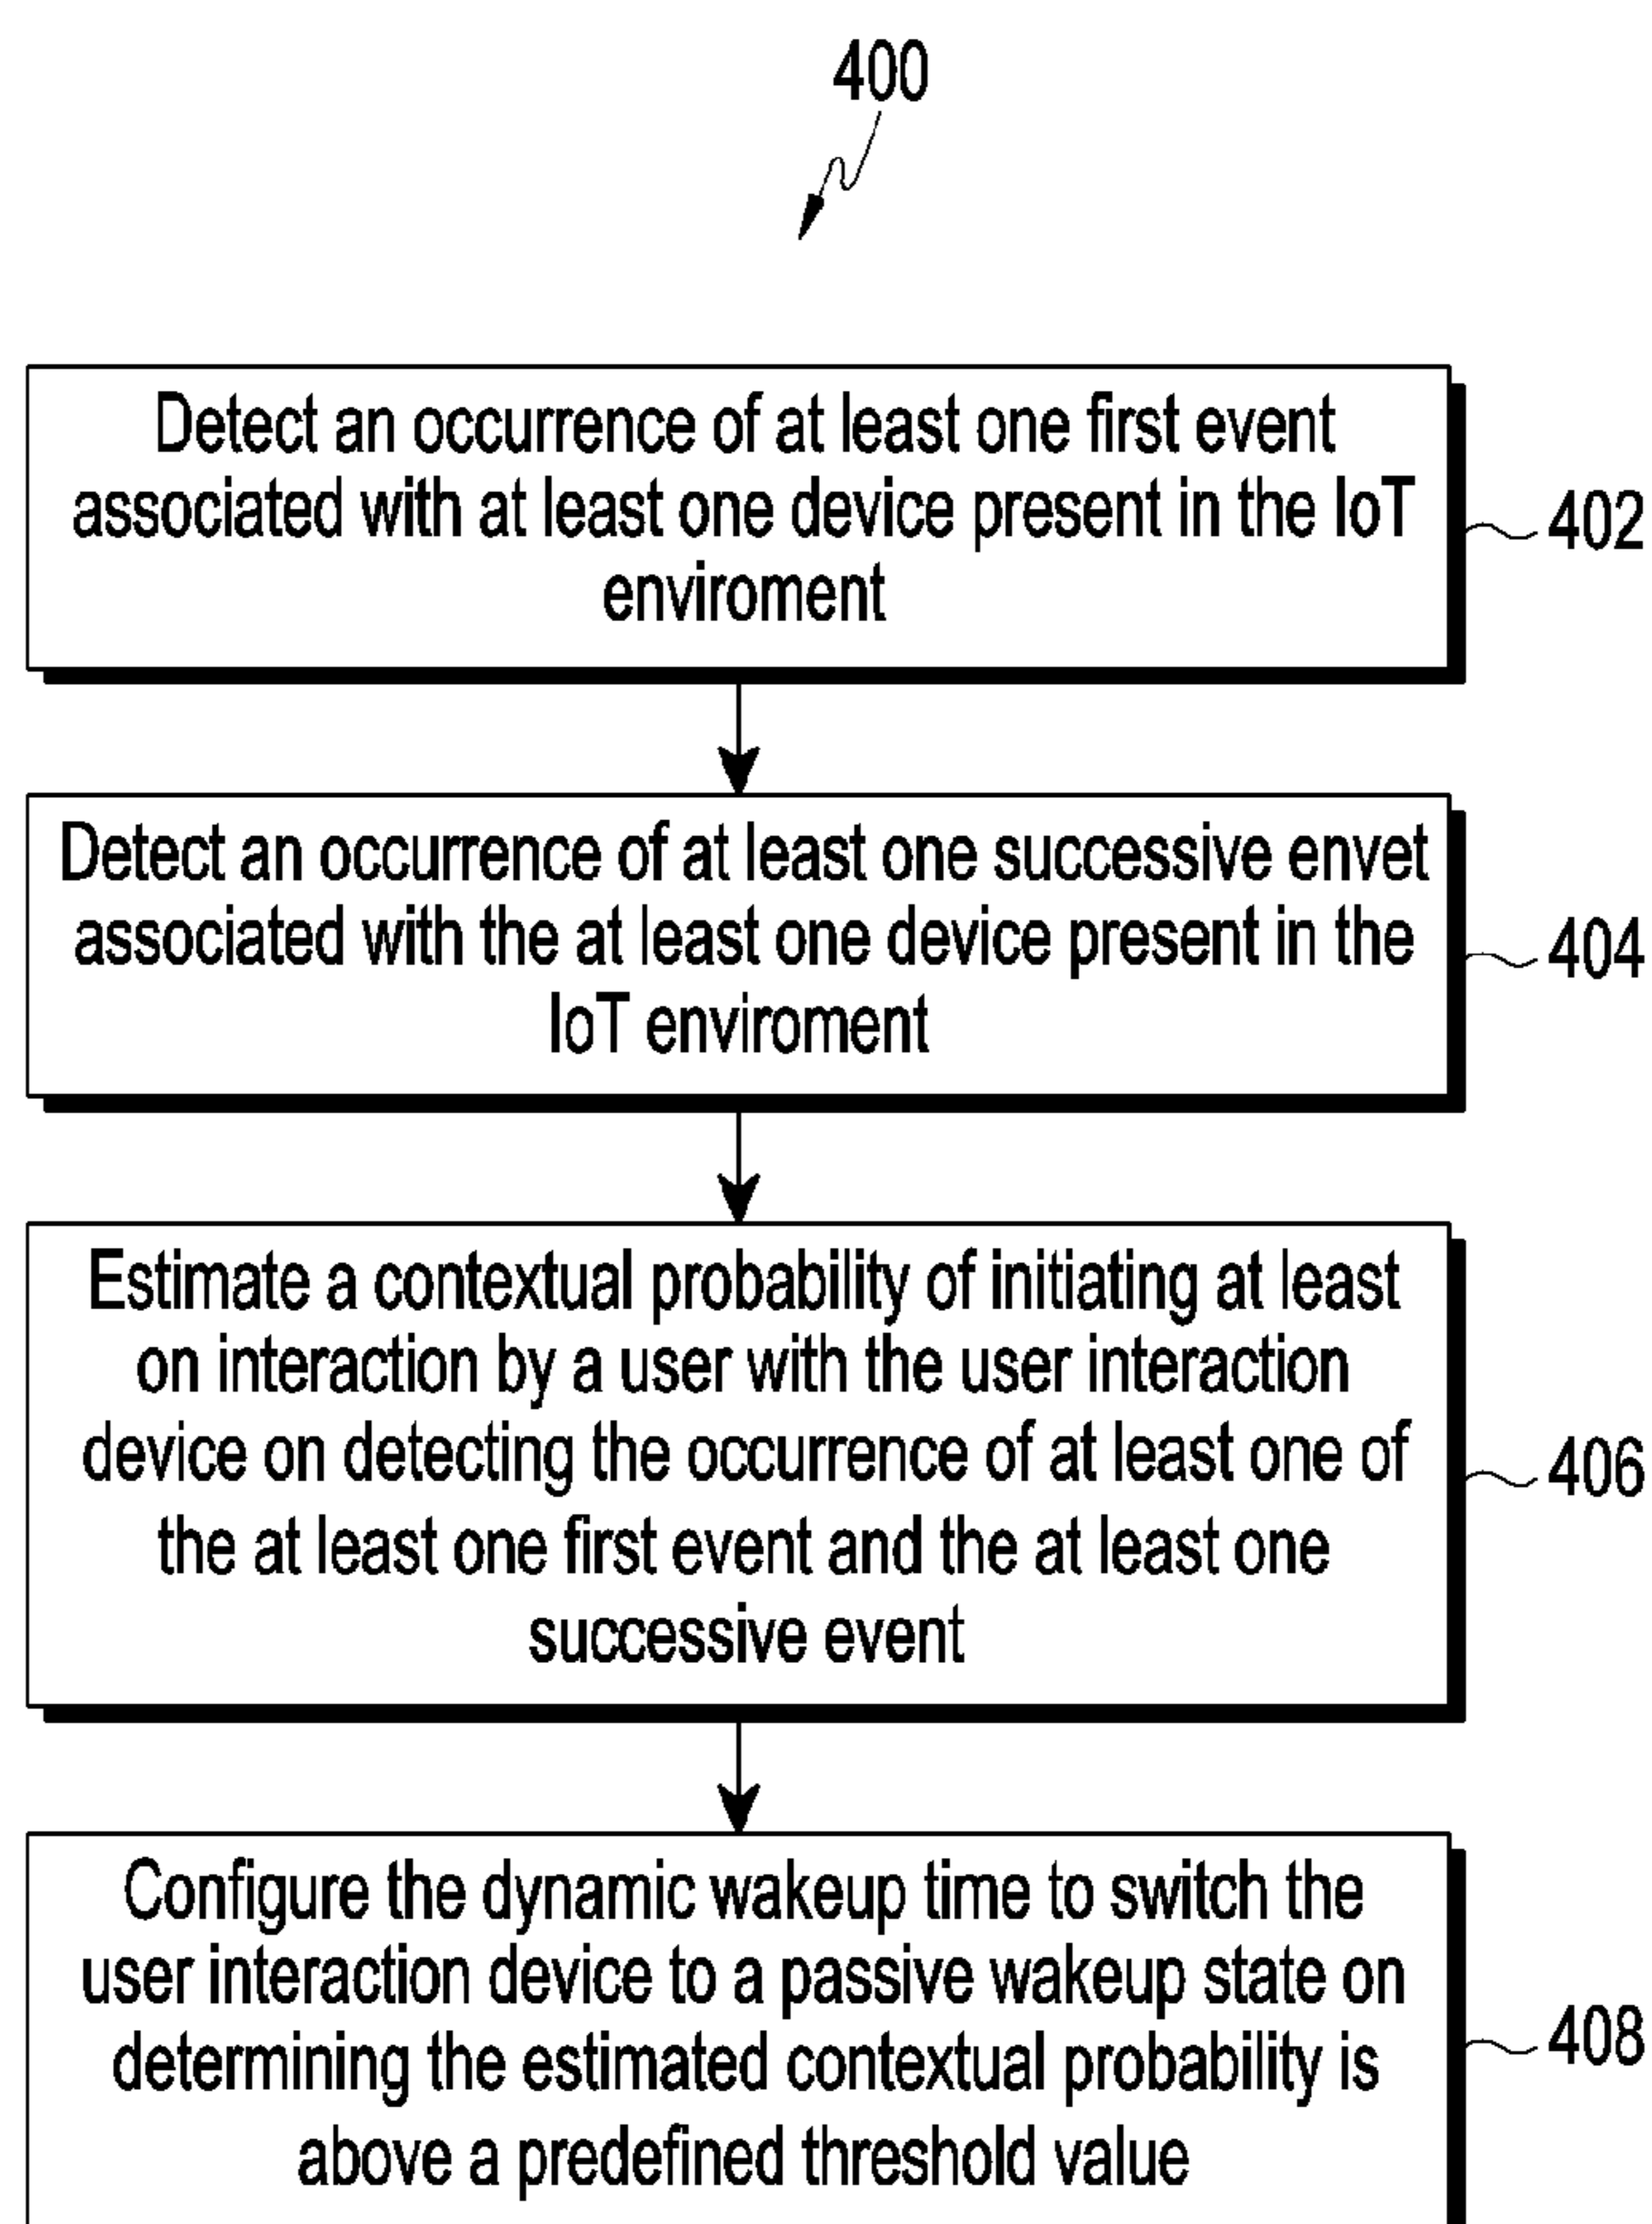 400
Detect an occurrence of at least one first event
associated with at least one device present in the IoT
enviroment
402
Detect an occurrence of at least one successive envet
associated with the at least one device present in the
IoT enviroment
404
Estimate a contextual probability of initiating at least
on interaction by a user with the user interaction
device on detecting the occurrence of at least one of
the at least one first event and the at least one
successive event
406
Configure the dynamic wakeup time to switch the
user interaction device to a passive wakeup state on
determining the estimated contextual probability is
above a predefined threshold value
408